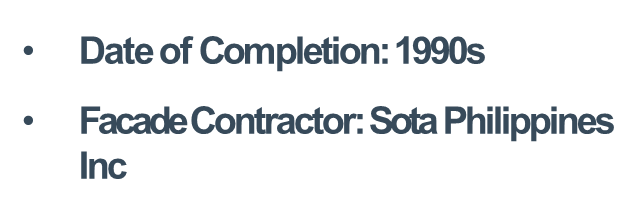 • Date of Completion: 1990s
• Facade Contractor: Sota Philippines
Inc